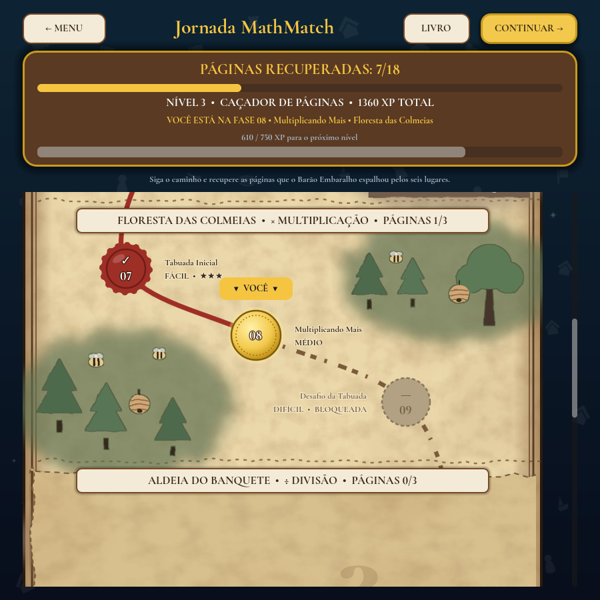 ← MENU
Jornada MathMatch
LIVRO
CONTINUAR →
PÁGINAS RECUPERADAS: 7/18
NÍVEL 3 • CAÇADOR DE PÁGINAS • 1360 XP TOTAL
VOCÊ ESTÁ NA FASE 08 • Multiplicando Mais • Floresta das Colmeias
610 / 750 XP para o próximo nível
Siga o caminho e recupere as páginas que o Barão Embaralho espalhou pelos seis lugares.
FLORESTA DAS COLMEIAS • × MULTIPLICAÇÃO • PÁGINAS 1/3
✓
07
Tabuada Inicial
FACIL • ★★★
▼ VOCÊ ▼
08
Multiplicando Mais
MÉDIO
Desafio da Tabuada
DIFICIL • BLOQUEADA
—
09
ALDEIA DO BANQUETE • ÷ DIVISÃO • PÁGINAS 0/3
?